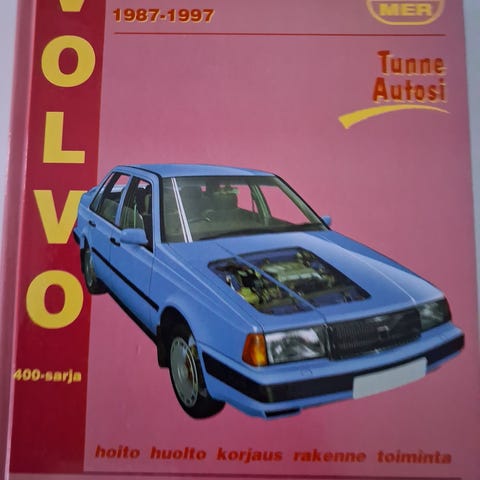 VOLVO
1987-1997
MER
Tunne
Autosi
400-sarja
hoito huolto korjaus rakenne toiminta